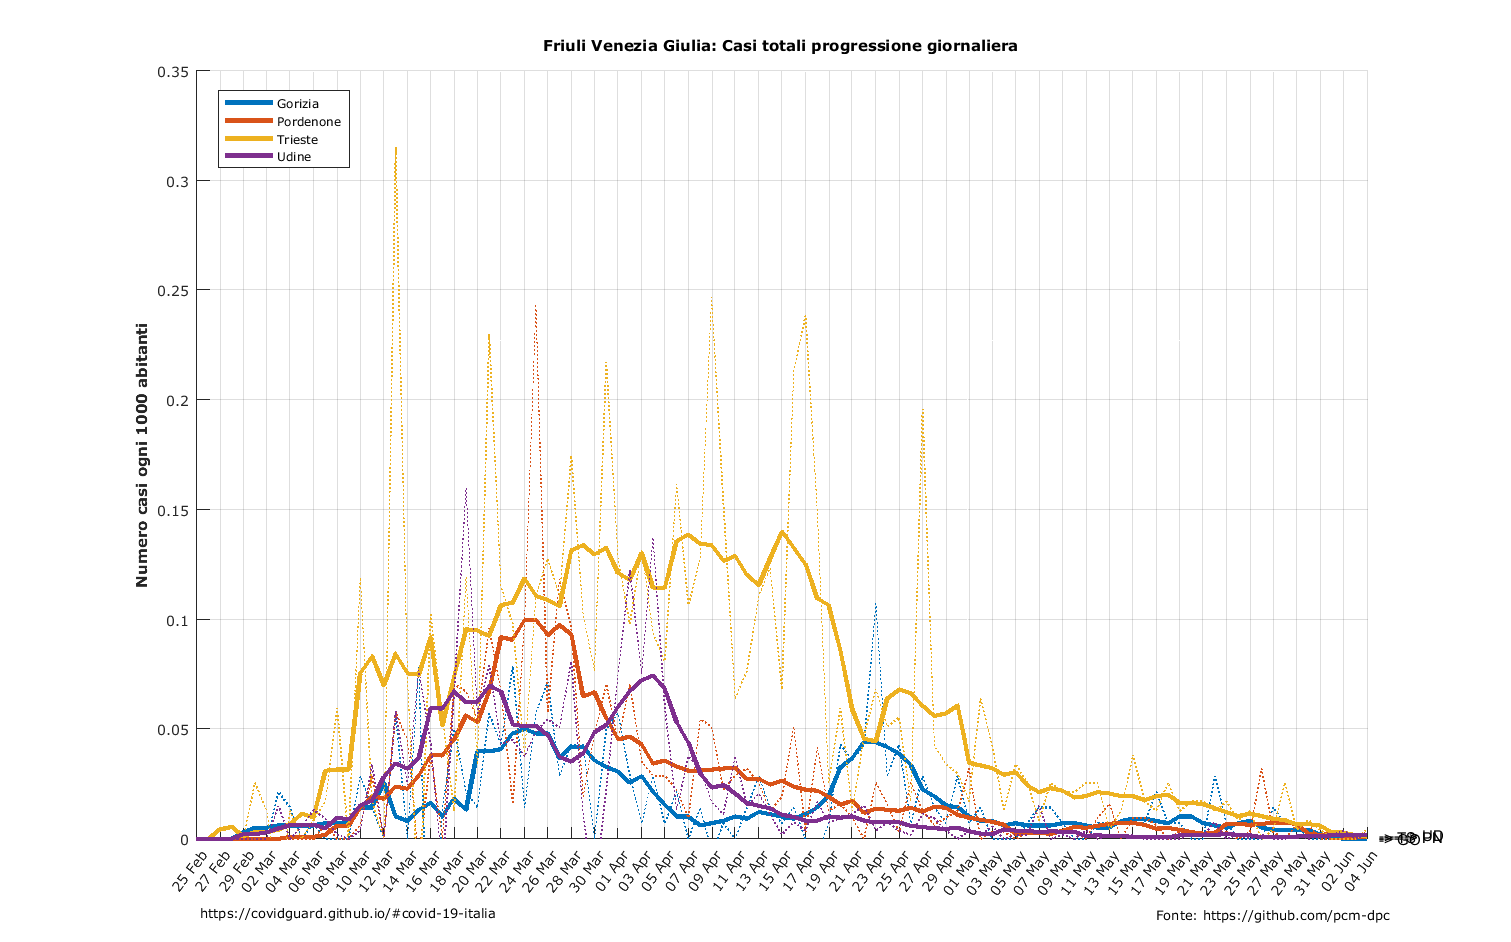 Friuli Venezia Giulia: Casi totali progressione giornaliera
Numero casi ogni 1000 abitanti
0.35
0.3
0.25
0.2
0.15
0.1
0.05
0
Gorizia
Pordenone
Trieste
Udine
25 Feb
27 Feb
29 Feb
02 Mar
04 Mar
06 Mar
08 Mar
10 Mar
12 Mar
14 Mar
16 Mar
18 Mar
20 Mar
22 Mar
24 Mar
26 Mar
28 Mar
30 Mar
01 Apr
03 Apr
05 Apr
07 Apr
09 Apr
11 Apr
13 Apr
15 Apr
17 Apr
19 Apr
21 Apr
23 Apr
25 Apr
27 Apr
29 Apr
01 May
03 May
05 May
07 May
09 May
11 May
13 May
15 May
17 May
19 May
21 May
23 May
25 May
27 May
29 May
31 May
02 Jun
04 Jun
UD
https://covidguard.github.io/#covid-19-italia
Fonte: https://github.com/pcm-dpc